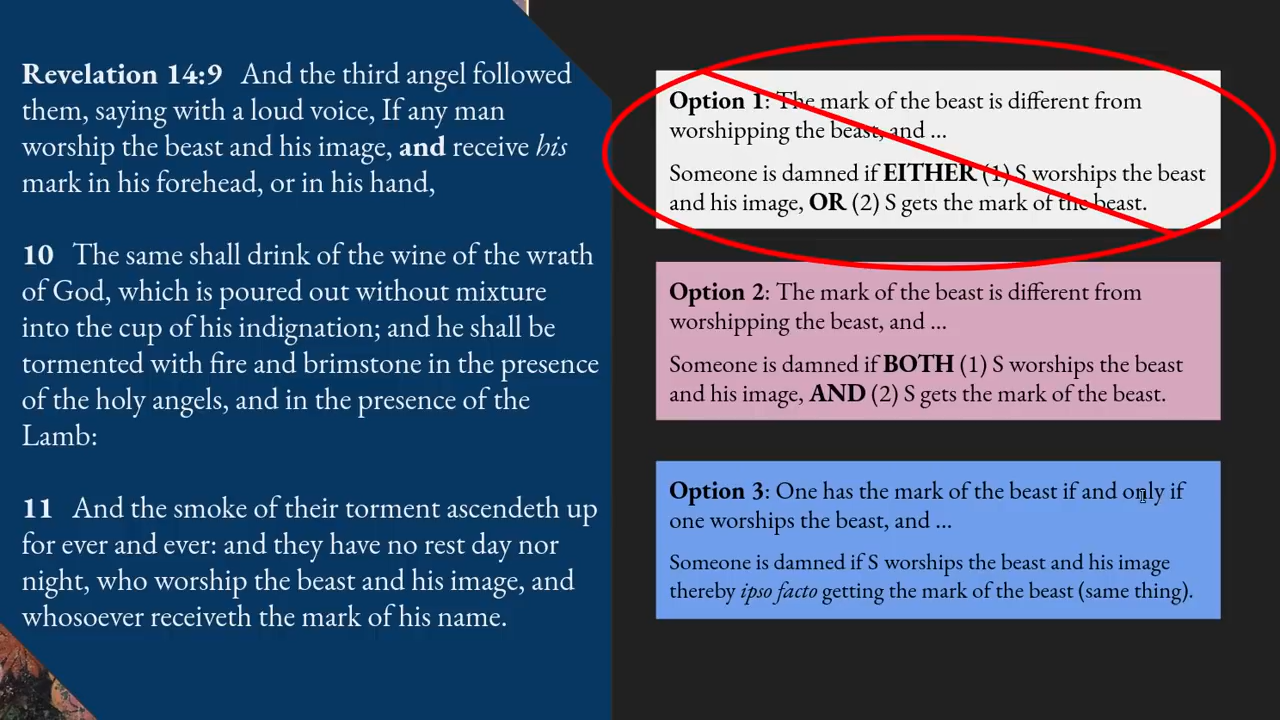 Revelation 14:9 And the third angel followed
them, saying with a loud voice, If any man
worship the beast and his image, and receive his
mark in his forehead, or in his hand,
10 The same shall drink of the wine of the wrath
of God, which is poured out without mixture
into the cup of his indignation; and he shall be
tormented with fire and brimstone in the presence
of the holy angels, and in the presence of the
Lamb:
11 And the smoke of their torment ascendeth up
for ever and ever: and they have no rest day nor
night, who worship the beast and his image, and
whosoever receiveth the mark of his name.
Option 1: The mark of the beast is different from
worshipping the beast, and ...
Someone is damned if EITHER (1) S worships the beast
and his image, OR (2) S gets the mark of the beast.
Option 2: The mark of the beast is different from
worshipping the beast, and ...
Someone is damned if BOTH (1) S worships the beast
and his image, AND (2) S gets the mark of the beast.
Option 3: One has the mark of the beast if and only if
one worships the beast, and ...
Someone is damned if S worships the beast and his image
thereby ipso facto getting the mark of the beast (same thing).